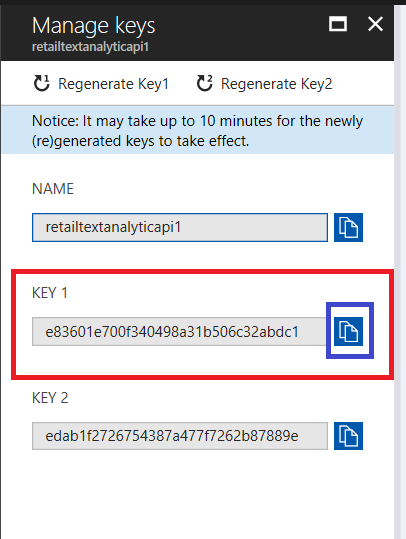 Manage keys
retailtextanalyticapi1
Regenerate Key1
Regenerate Key2
Notice: It may take up to 10 minutes for the newly
(re)generated keys to take effect.
NAME
retailtextanalyticapi1
KEY 1
e83601e700f340498a31b506c32abdc1
KEY 2
edab1f2726754387a477f7262b87889e